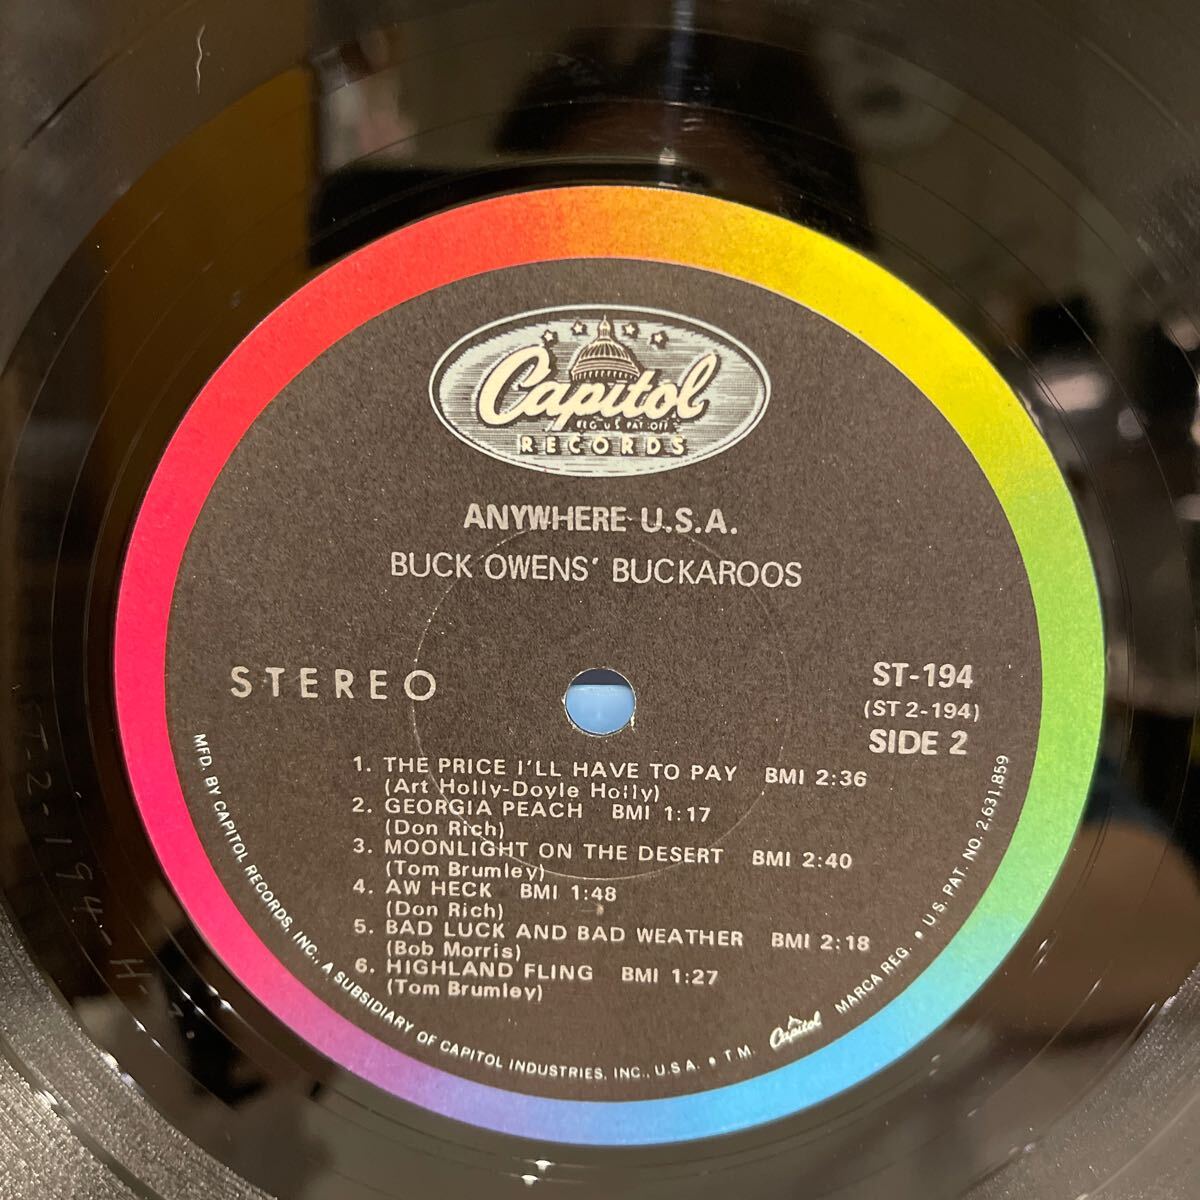 Capitol
REG U S PAT OFF
RECORDS
ANYWHERE U.S.A.
BUCK OWENS' BUCKAROOS
STEREO
ST-194
(ST 2-194)
SIDE 2
1. THE PRICE I'LL HAVE TO PAY BMI 2:36
(Art Holly-Doyle Holly)
2. GEORGIA PEACH BMI 1:17
(Don Rich)
3. MOONLIGHT ON THE DESERT BMI 2:40
(Tom Brumley)
4. AW HECK BMI 1:48
(Don Rich)
5. BAD LUCK AND BAD WEATHER BMI 2:18
(Bob Morris)
6. HIGHLAND FLING BMI 1:27
(Tom Brumley)
MFD. BY CAPITOL RECORDS, INC., A SUBSIDIARY OF CAPITOL INDUSTRIES, INC., U.S.A. • T.M. Capitol MARCA REG. • U.S. PAT. NO. 2,631,859